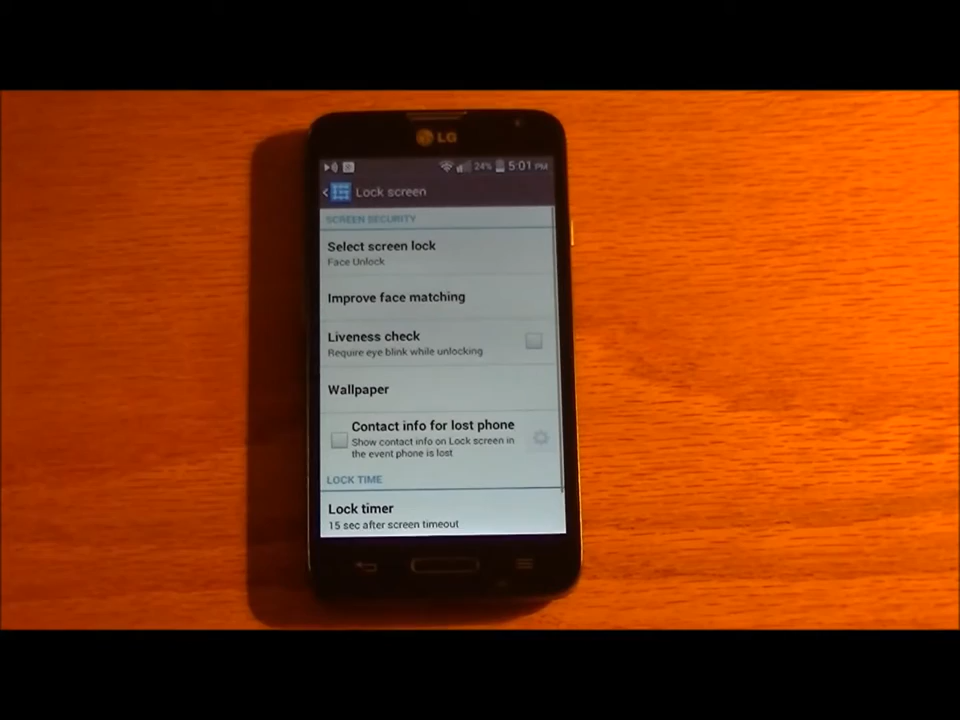 LG
24% 5:01 PM
Lock screen
SCREEN SECURITY
Select screen lock
Face Unlock
Improve face matching
Liveness check
Require eye blink while unlocking
Wallpaper
Contact info for lost phone
Show contact info on Lock screen in
the event phone is lost
LOCK TIME
Lock timer
15 sec after screen timeout